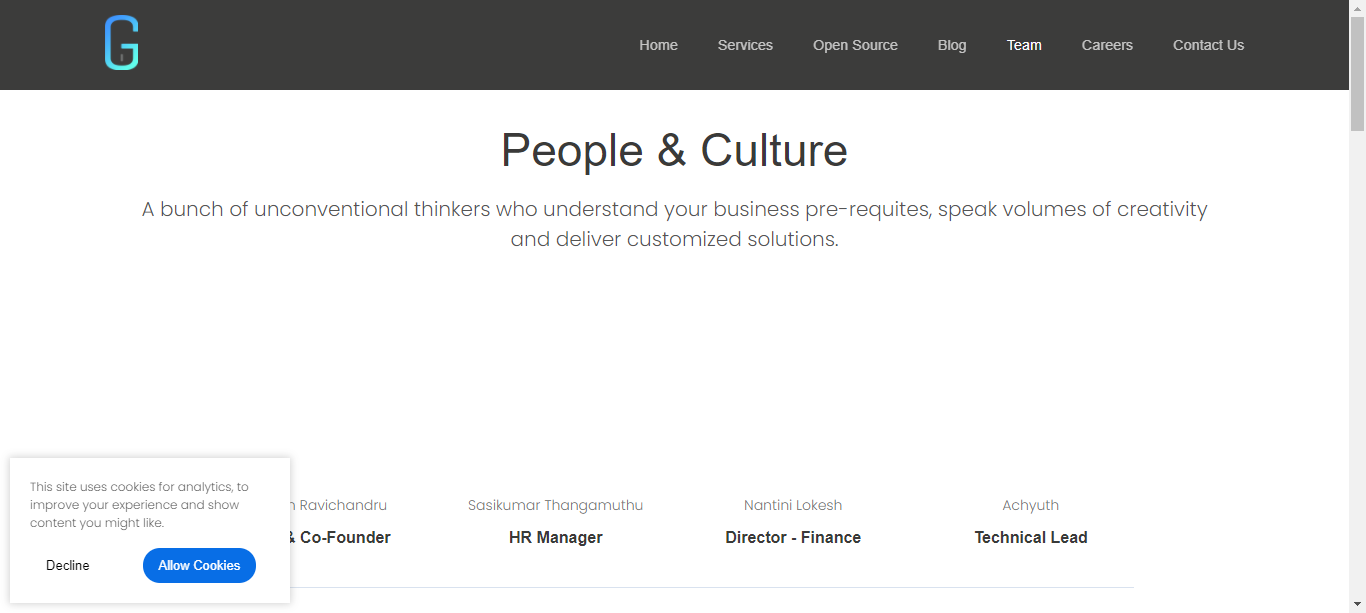 Home Services Open Source Blog Team Careers Contact Us
People & Culture
A bunch of unconventional thinkers who understand your business pre-requites, speak volumes of creativity
and deliver customized solutions.
Ravichandru Sasikumar Thangamuthu Nantini Lokesh Achyuth
& Co-Founder HR Manager Director - Finance Technical Lead
This site uses cookies for analytics, to
improve your experience and show
content you might like.
Decline Allow Cookies